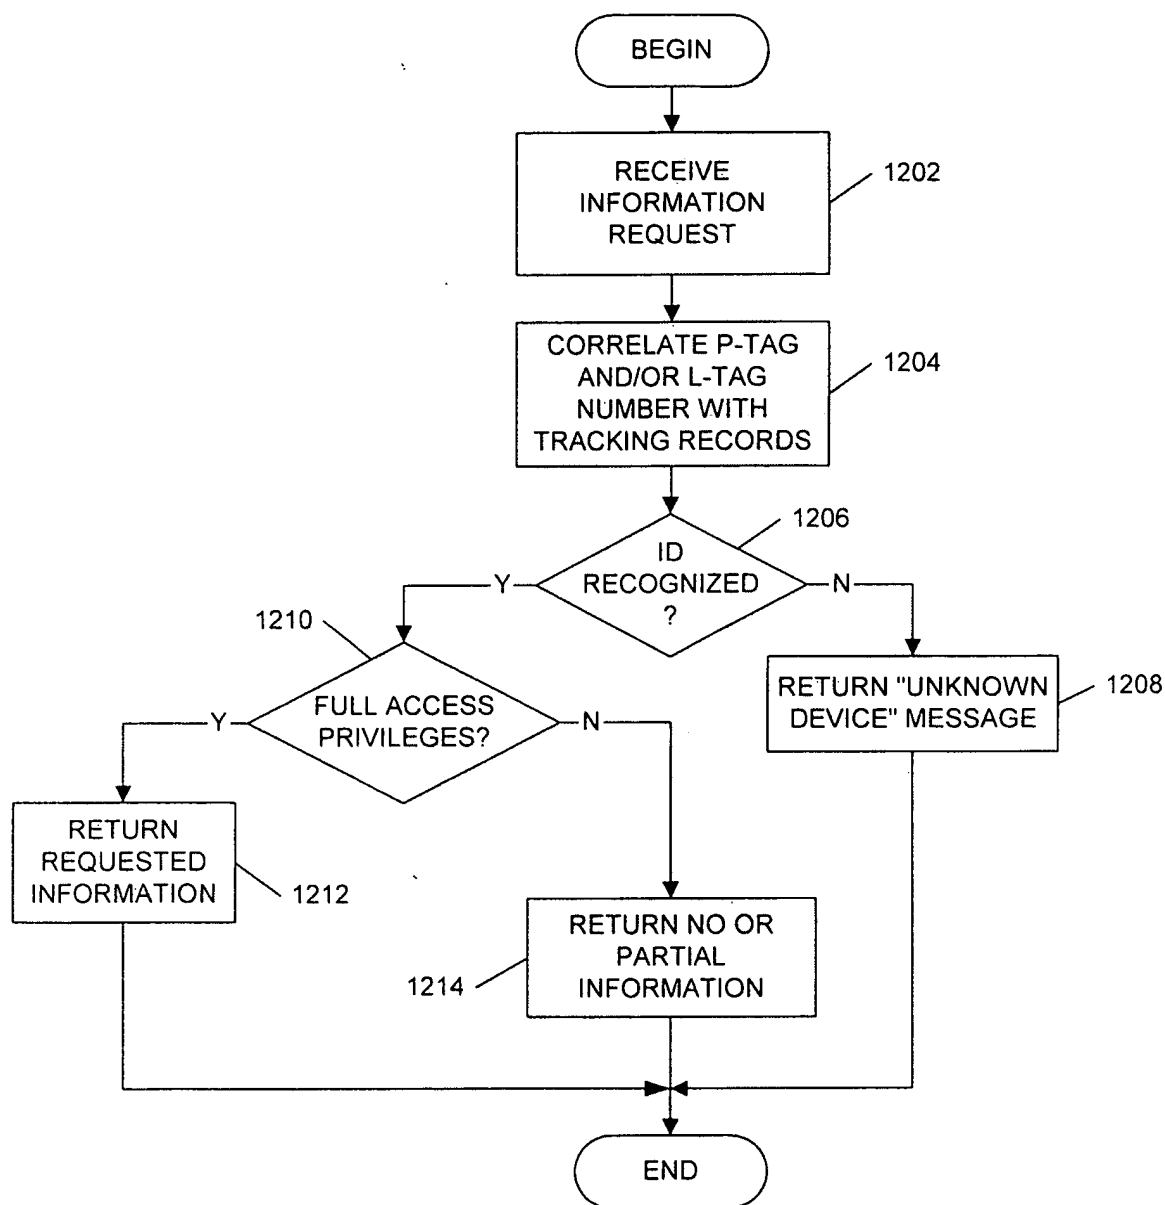 BEGIN
RECEIVE
INFORMATION
REQUEST
1202
CORRELATE P-TAG
AND/OR L-TAG
NUMBER WITH
TRACKING RECORDS
1204
ID
RECOGNIZED
?
1206
Y
N
1210
FULL ACCESS
PRIVILEGES?
Y
N
RETURN "UNKNOWN
DEVICE" MESSAGE
1208
RETURN
REQUESTED
INFORMATION
1212
RETURN NO OR
PARTIAL
INFORMATION
1214
END